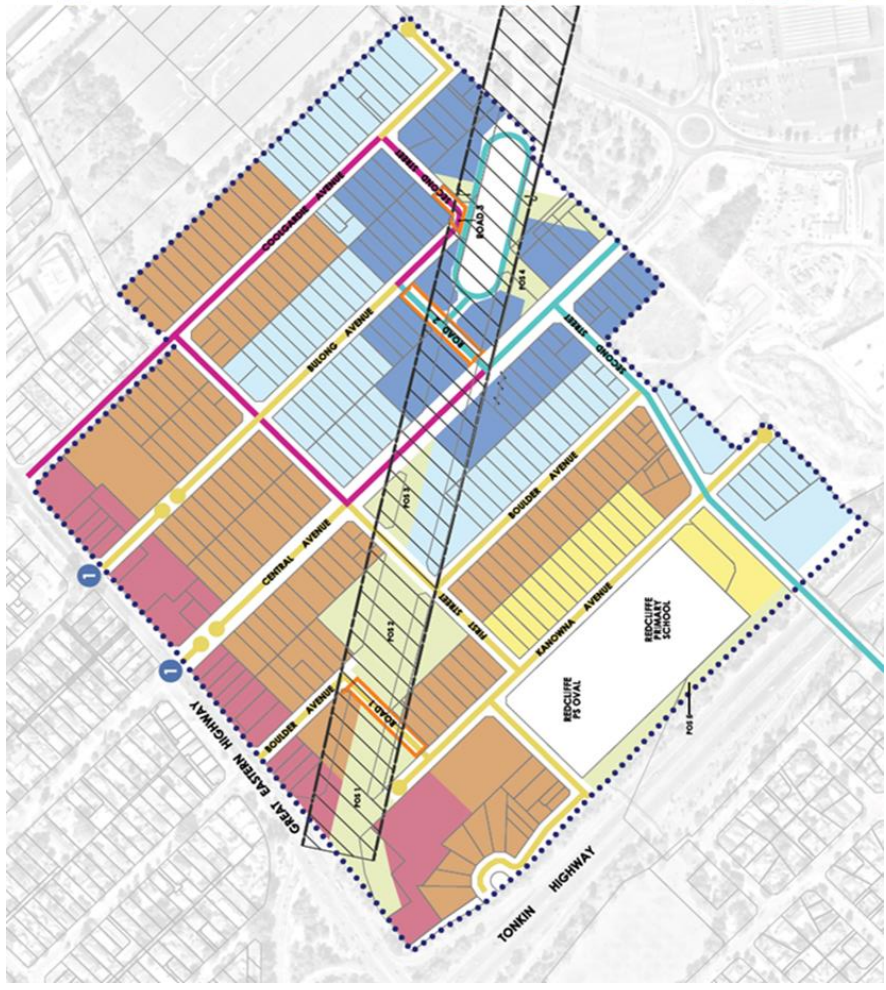 COOLGARDIE AVENUE
SECOND STREET
ROAD 3
POS 4
BULONG AVENUE
ROAD 2
SECOND STREET
1
CENTRAL AVENUE
POS 3
BOULDER AVENUE
1
POS 2
FIRST STREET
KANOWNA AVENUE
REDCLIFFE
PRIMARY
SCHOOL
REDCLIFFE
PS OVAL
BOULDER AVENUE
ROAD 1
POS 1
GREAT EASTERN HIGHWAY
TONKIN HIGHWAY